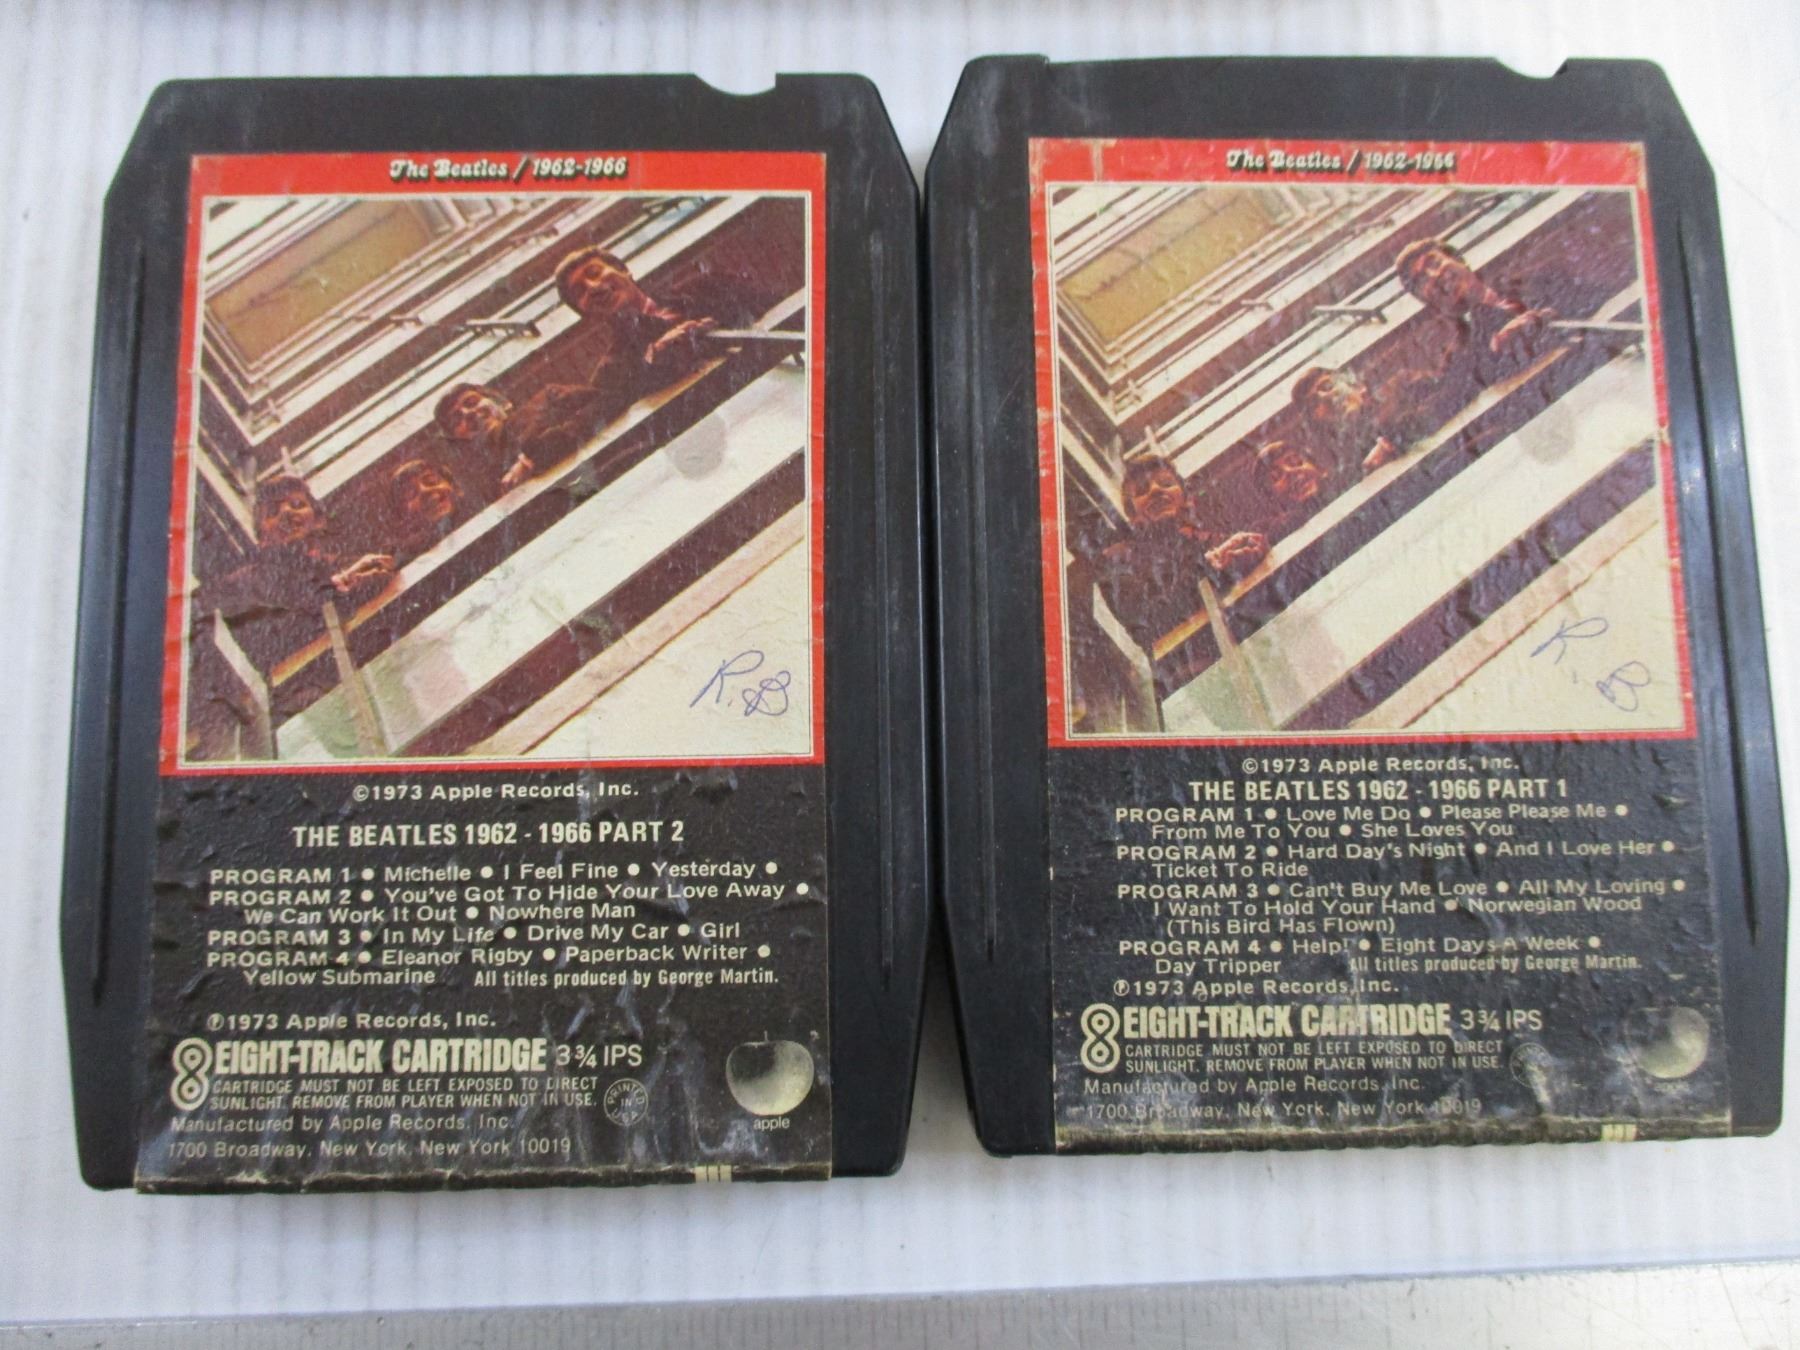 The Beatles / 1962-1966
R.B
©1973 Apple Records, Inc.
THE BEATLES 1962 - 1966 PART 2
PROGRAM 1 ● Michelle ● I Feel Fine ● Yesterday ●
PROGRAM 2 ● You've Got To Hide Your Love Away ●
We Can Work It Out ● Nowhere Man
PROGRAM 3 ● In My Life ● Drive My Car ● Girl
PROGRAM 4 ● Eleanor Rigby ● Paperback Writer ●
Yellow Submarine All titles produced by George Martin.
℗1973 Apple Records, Inc.
8 EIGHT-TRACK CARTRIDGE 3¾ IPS
CARTRIDGE MUST NOT BE LEFT EXPOSED TO DIRECT
SUNLIGHT. REMOVE FROM PLAYER WHEN NOT IN USE.
PRINTED IN U.S.A.
Manufactured by Apple Records, Inc.
1700 Broadway, New York, New York 10019
apple
The Beatles / 1962-1966
R.B
©1973 Apple Records, Inc.
THE BEATLES 1962 - 1966 PART 1
PROGRAM 1 ● Love Me Do ● Please Please Me ●
From Me To You ● She Loves You
PROGRAM 2 ● Hard Day's Night ● And I Love Her ●
Ticket To Ride
PROGRAM 3 ● Can't Buy Me Love ● All My Loving ●
I Want To Hold Your Hand ● Norwegian Wood
(This Bird Has Flown)
PROGRAM 4 ● Help! ● Eight Days A Week ●
Day Tripper All titles produced by George Martin.
℗1973 Apple Records, Inc.
8 EIGHT-TRACK CARTRIDGE 3¾ IPS
CARTRIDGE MUST NOT BE LEFT EXPOSED TO DIRECT
SUNLIGHT. REMOVE FROM PLAYER WHEN NOT IN USE.
Manufactured by Apple Records, Inc.
1700 Broadway, New York, New York 10019
apple